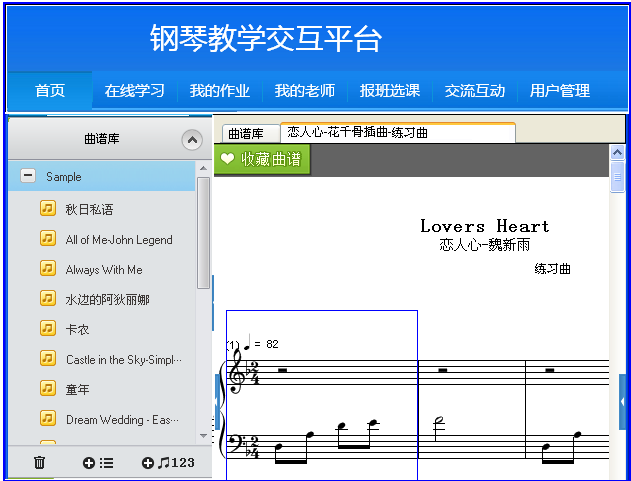 钢琴教学交互平台
首页 在线学习 我的作业 我的老师 报班选课 交流互动 用户管理
曲谱库
Sample
秋日私语
All of Me-John Legend
Always With Me
水边的阿狄丽娜
卡农
Castle in the Sky-Simpl...
童年
Dream Wedding - Eas...
123
曲谱库 恋人心-花千骨插曲-练习曲
收藏曲谱
Lovers Heart
恋人心-魏新雨
练习曲
(1) = 82
2
4
2
4